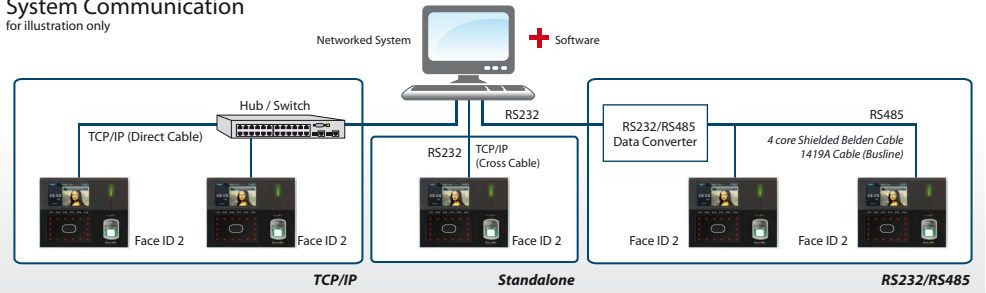 System Communication
for illustration only
Networked System
Software
Hub / Switch
TCP/IP (Direct Cable)
RS232
RS232
TCP/IP
(Cross Cable)
RS232/RS485
Data Converter
RS485
4 core Shielded Belden Cable
1419A Cable (Busline)
Face ID 2
Face ID 2
Face ID 2
Face ID 2
Face ID 2
TCP/IP
Standalone
RS232/RS485